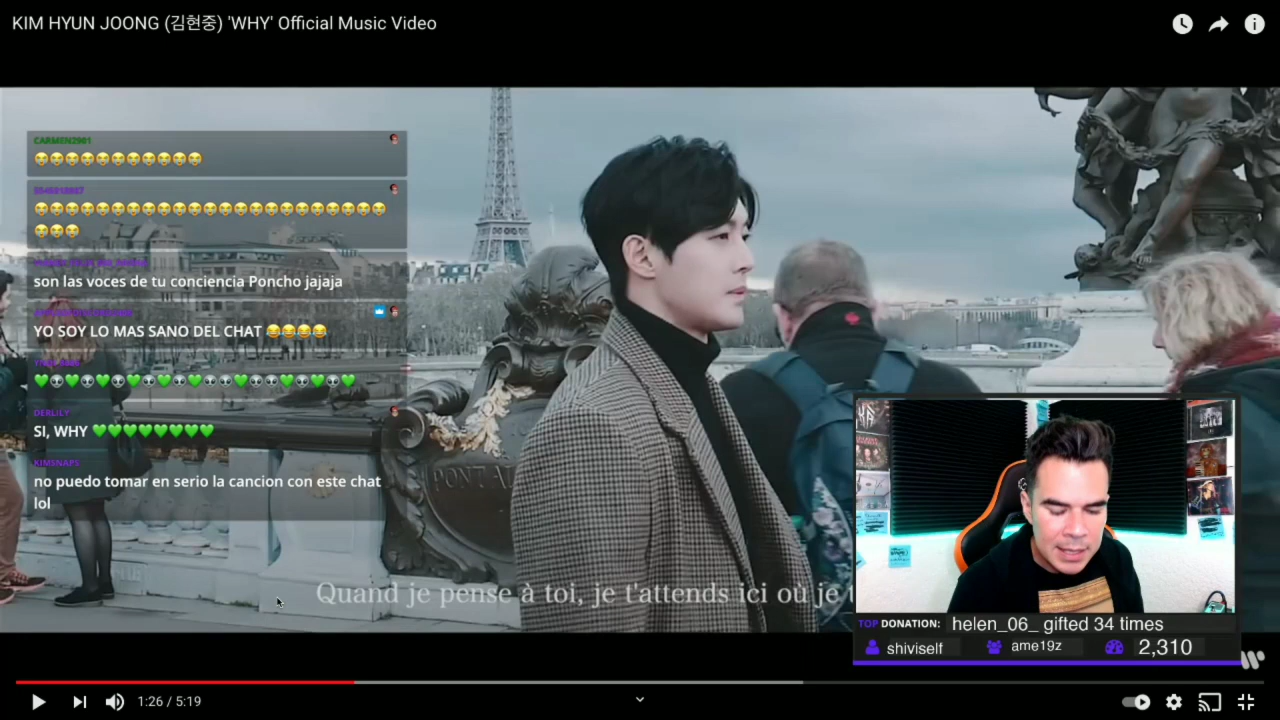 KIM HYUN JOONG (김현중) 'WHY' Official Music Video
CARMEN2901
😭😭😭😭😭😭😭😭😭😭😭
😭😭😭😭😭😭😭😭😭😭😭😭😭😭😭😭😭😭😭😭😭😭😭
😭😭😭
son las voces de tu conciencia Poncho jajaja
YO SOY LO MAS SANO DEL CHAT 😂😂😂😂
DERLILY
SI, WHY 💚💚💚💚💚💚💚💚
KIMSNAPS
no puedo tomar en serio la cancion con este chat
lol
PONT AL
Quand je pense à toi, je t'attends ici où je
TOP DONATION: helen_06_ gifted 34 times
shiviself ame19z 2,310
1:26 / 5:19